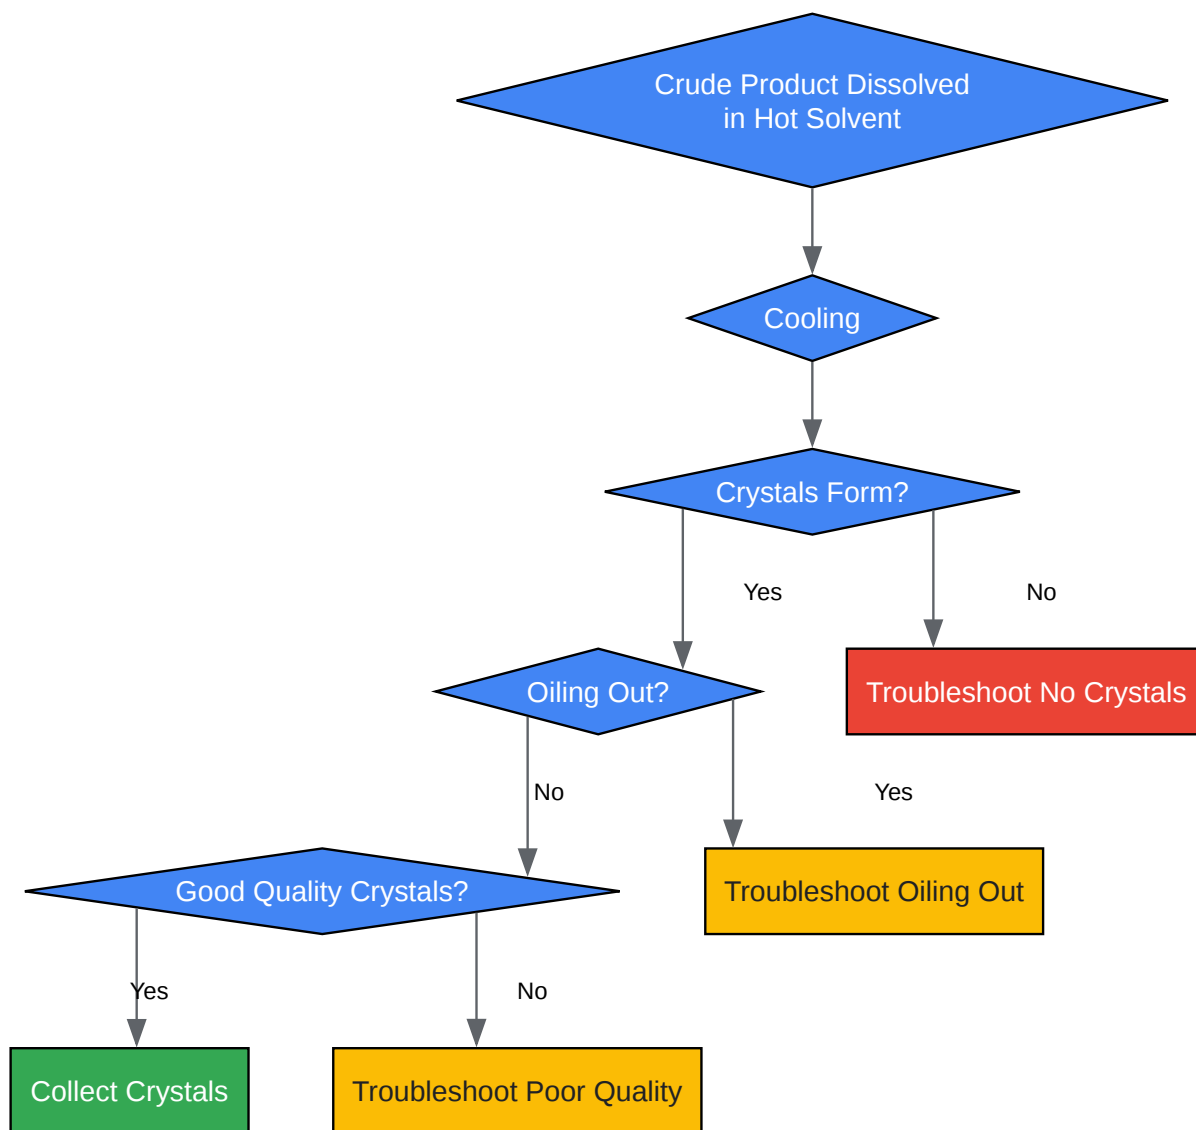 Crude Product Dissolved
in Hot Solvent
Cooling
Crystals Form?
Yes
No
Oiling Out?
Troubleshoot No Crystals
No
Yes
Good Quality Crystals?
Troubleshoot Oiling Out
Yes
No
Collect Crystals
Troubleshoot Poor Quality